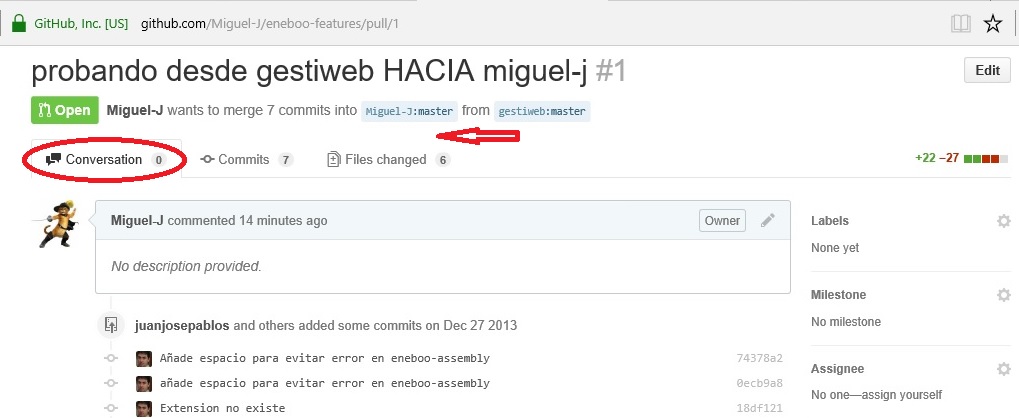 GitHub, Inc. [US] github.com/Miguel-J/eneboo-features/pull/1
probando desde gestiweb HACIA miguel-j #1
Edit
Open Miguel-J wants to merge 7 commits into Miguel-J:master from gestiweb:master
Conversation 0 Commits 7 Files changed 6 +22 −27
Miguel-J commented 14 minutes ago Owner
No description provided.
juanjosepablos and others added some commits on Dec 27 2013
Añade espacio para evitar error en eneboo-assembly 74378a2
añade espacio para evitar error en eneboo-assembly 0ecb9a8
Extension no existe 18df121
Labels
None yet
Milestone
No milestone
Assignee
No one—assign yourself